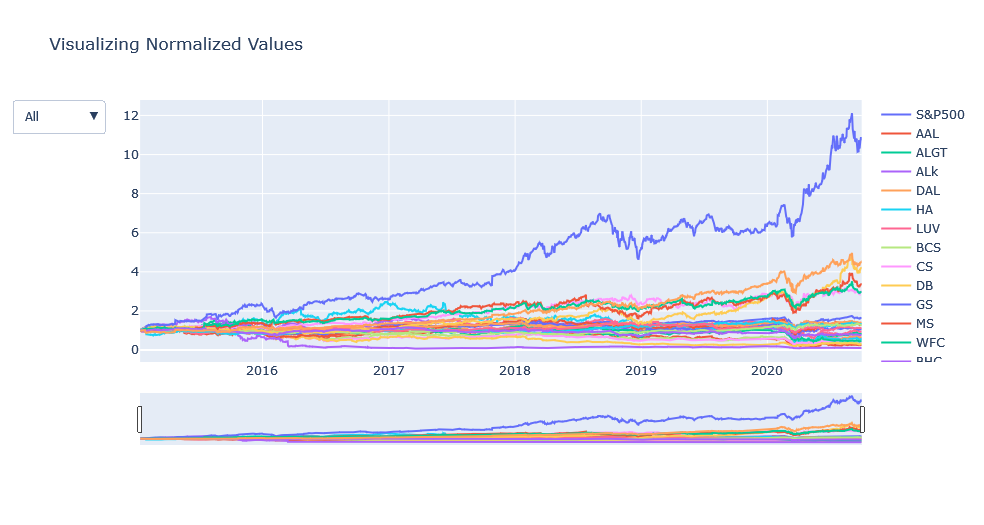 Visualizing Normalized Values
All ▼
12
10
8
6
4
2
0
2016 2017 2018 2019 2020
S&P500
AAL
ALGT
ALk
DAL
HA
LUV
BCS
CS
DB
GS
MS
WFC
BHC